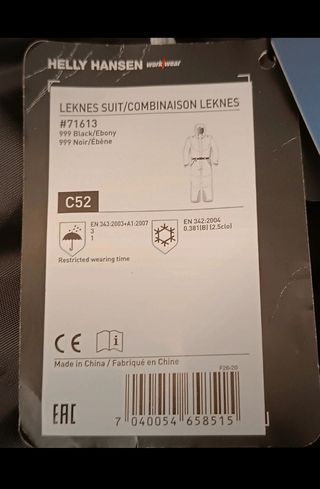 HELLY HANSEN workwear
LEKNES SUIT/COMBINAISON LEKNES
#71613
999 Black/Ebony
999 Noir/Ébène
C52
EN 343:2003+A1:2007
3
1
EN 342:2004
0.381(B) (2.5clo)
Restricted wearing time
CE
i
Made in China / Fabriqué en Chine
F26-20
EAC
7 040054 658515